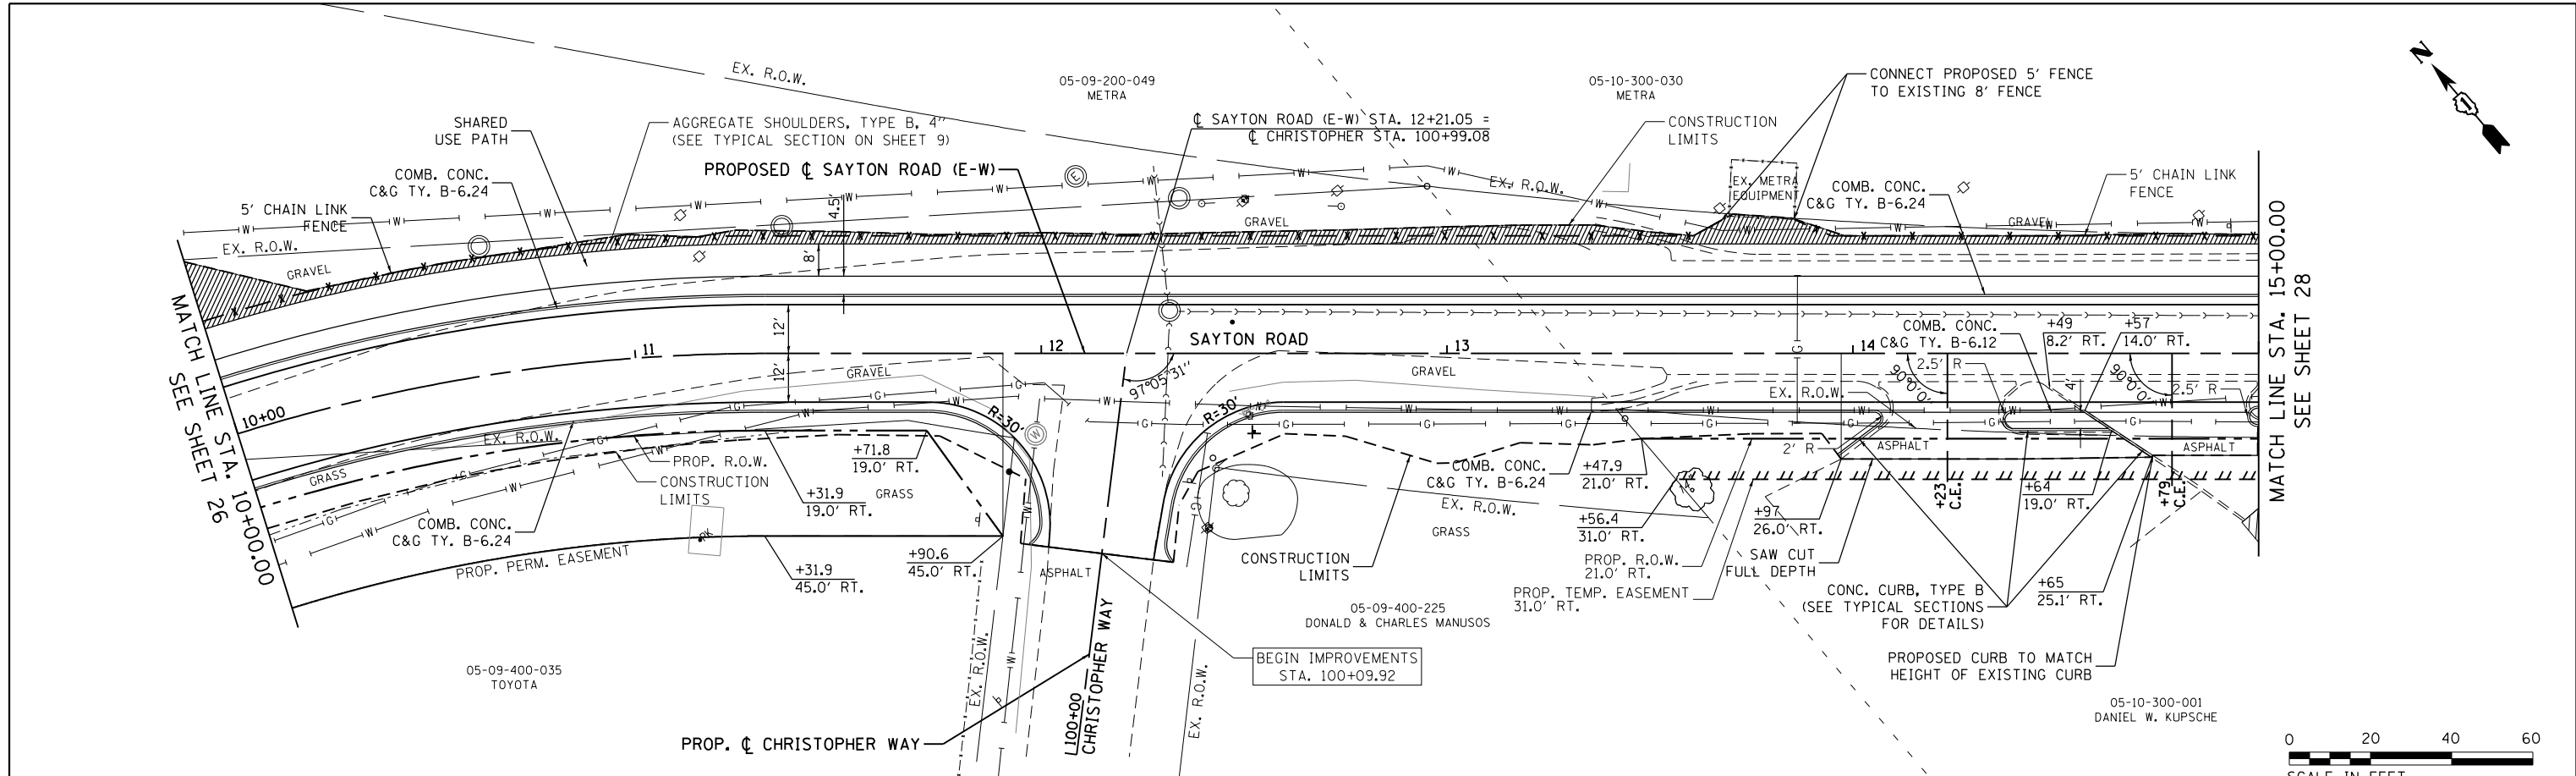 EX. R.O.W.
05-09-200-049
METRA
05-10-300-030
METRA
CONNECT PROPOSED 5' FENCE
TO EXISTING 8' FENCE
N
1
SHARED
USE PATH
AGGREGATE SHOULDERS, TYPE B, 4"
(SEE TYPICAL SECTION ON SHEET 9)
℄ SAYTON ROAD (E-W) STA. 12+21.05 =
℄ CHRISTOPHER STA. 100+99.08
CONSTRUCTION
LIMITS
PROPOSED ℄ SAYTON ROAD (E-W)
COMB. CONC.
C&G TY. B-6.24
E
EX. R.O.W.
EX. METRA
EQUIPMENT
COMB. CONC.
C&G TY. B-6.24
5' CHAIN LINK
FENCE
5' CHAIN LINK
FENCE
4.5'
GRAVEL
GRAVEL
EX. R.O.W.
GRAVEL
8'
MATCH LINE STA. 10+00.00
SEE SHEET 26
MATCH LINE STA. 15+00.00
SEE SHEET 28
12'
12'
SAYTON ROAD
10+00
11
12
13
14
COMB. CONC.
C&G TY. B-6.12
+49
8.2' RT.
+57
14.0' RT.
GRAVEL
97°05'31"
GRAVEL
90°0'0"
2.5' R
4'
90°0'0"
2.5' R
EX. R.O.W.
R=30'
R=30'
W
EX. R.O.W.
GRASS
+71.8
19.0' RT.
PROP. R.O.W.
CONSTRUCTION
LIMITS
+31.9
19.0' RT.
GRASS
COMB. CONC.
C&G TY. B-6.24
+47.9
21.0' RT.
2' R
ASPHALT
ASPHALT
COMB. CONC.
C&G TY. B-6.24
EX. R.O.W.
GRASS
+56.4
31.0' RT.
+97
26.0' RT.
+23
C.E.
+64
19.0' RT.
+79
C.E.
PROP. PERM. EASEMENT
+31.9
45.0' RT.
+90.6
45.0' RT.
ASPHALT
CONSTRUCTION
LIMITS
PROP. R.O.W.
21.0' RT.
SAW CUT
FULL DEPTH
PROP. TEMP. EASEMENT
31.0' RT.
CONC. CURB, TYPE B
(SEE TYPICAL SECTIONS
FOR DETAILS)
+65
25.1' RT.
05-09-400-225
DONALD & CHARLES MANUSOS
EX. R.O.W.
100+00
CHRISTOPHER WAY
EX. R.O.W.
BEGIN IMPROVEMENTS
STA. 100+09.92
PROPOSED CURB TO MATCH
HEIGHT OF EXISTING CURB
05-09-400-035
TOYOTA
05-10-300-001
DANIEL W. KUPSCHE
PROP. ℄ CHRISTOPHER WAY
0 20 40 60
SCALE IN FEET